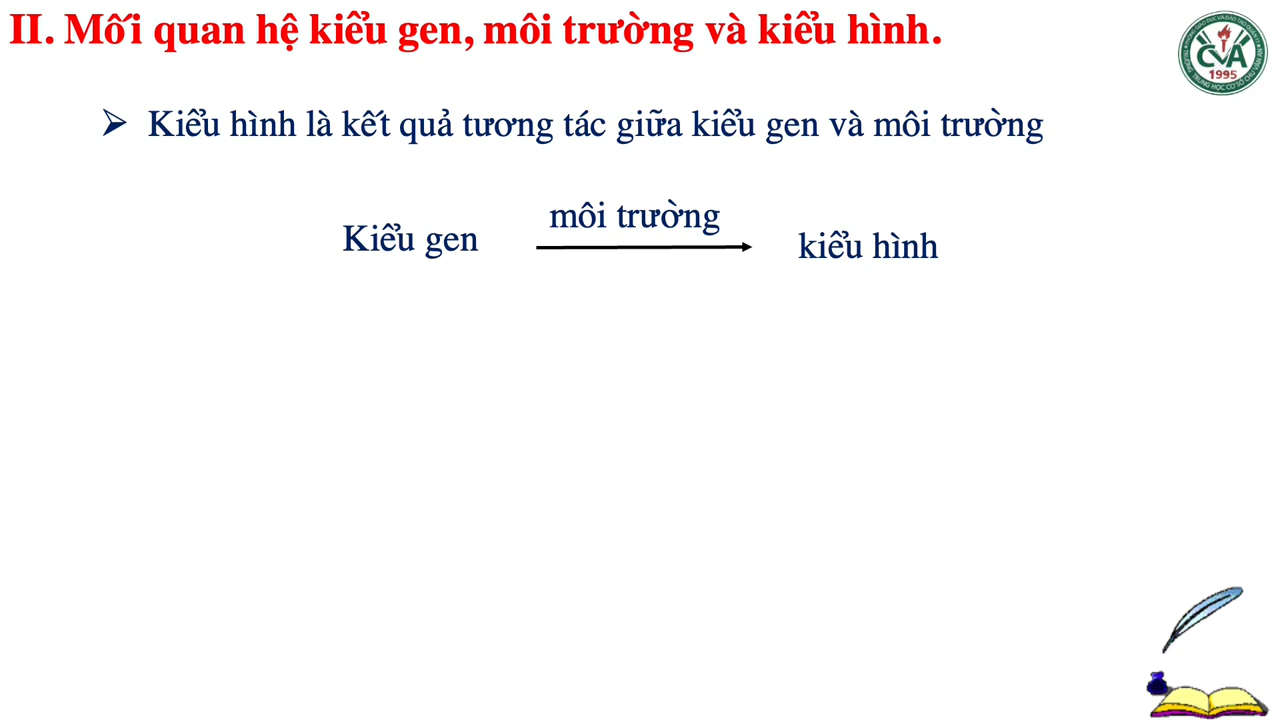 II. Mối quan hệ kiểu gen, môi trường và kiểu hình.
Kiểu hình là kết quả tương tác giữa kiểu gen và môi trường
môi trường
Kiểu gen
kiểu hình
CVA
1995